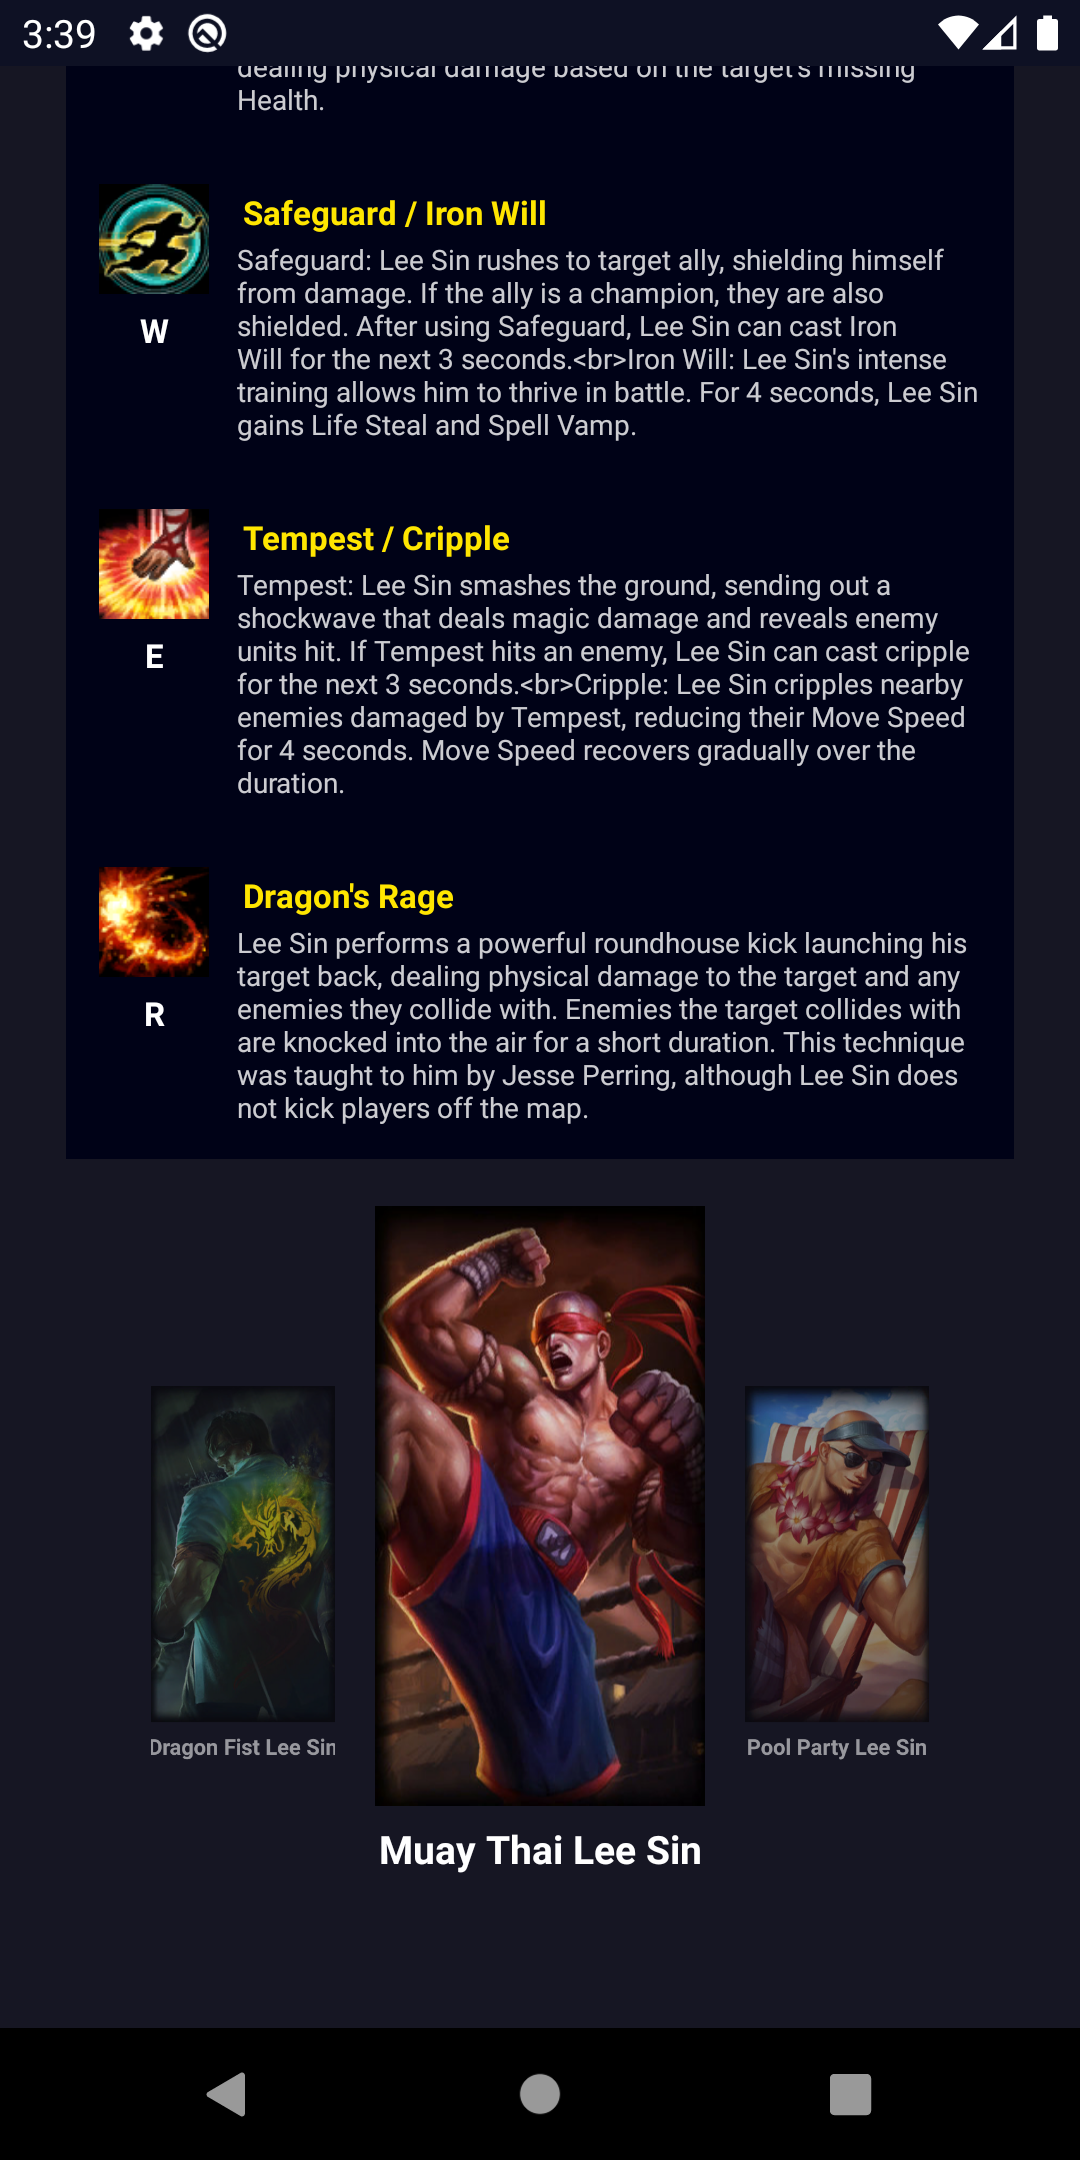 3:39
dealing physical damage based on the target's missing
Health.
Safeguard / Iron Will
Safeguard: Lee Sin rushes to target ally, shielding himself
from damage. If the ally is a champion, they are also
shielded. After using Safeguard, Lee Sin can cast Iron
Will for the next 3 seconds.<br>Iron Will: Lee Sin's intense
training allows him to thrive in battle. For 4 seconds, Lee Sin
gains Life Steal and Spell Vamp.
W
Tempest / Cripple
Tempest: Lee Sin smashes the ground, sending out a
shockwave that deals magic damage and reveals enemy
units hit. If Tempest hits an enemy, Lee Sin can cast cripple
for the next 3 seconds.<br>Cripple: Lee Sin cripples nearby
enemies damaged by Tempest, reducing their Move Speed
for 4 seconds. Move Speed recovers gradually over the
duration.
E
Dragon's Rage
Lee Sin performs a powerful roundhouse kick launching his
target back, dealing physical damage to the target and any
enemies they collide with. Enemies the target collides with
are knocked into the air for a short duration. This technique
was taught to him by Jesse Perring, although Lee Sin does
not kick players off the map.
R
Dragon Fist Lee Sin
Muay Thai Lee Sin
Pool Party Lee Sin